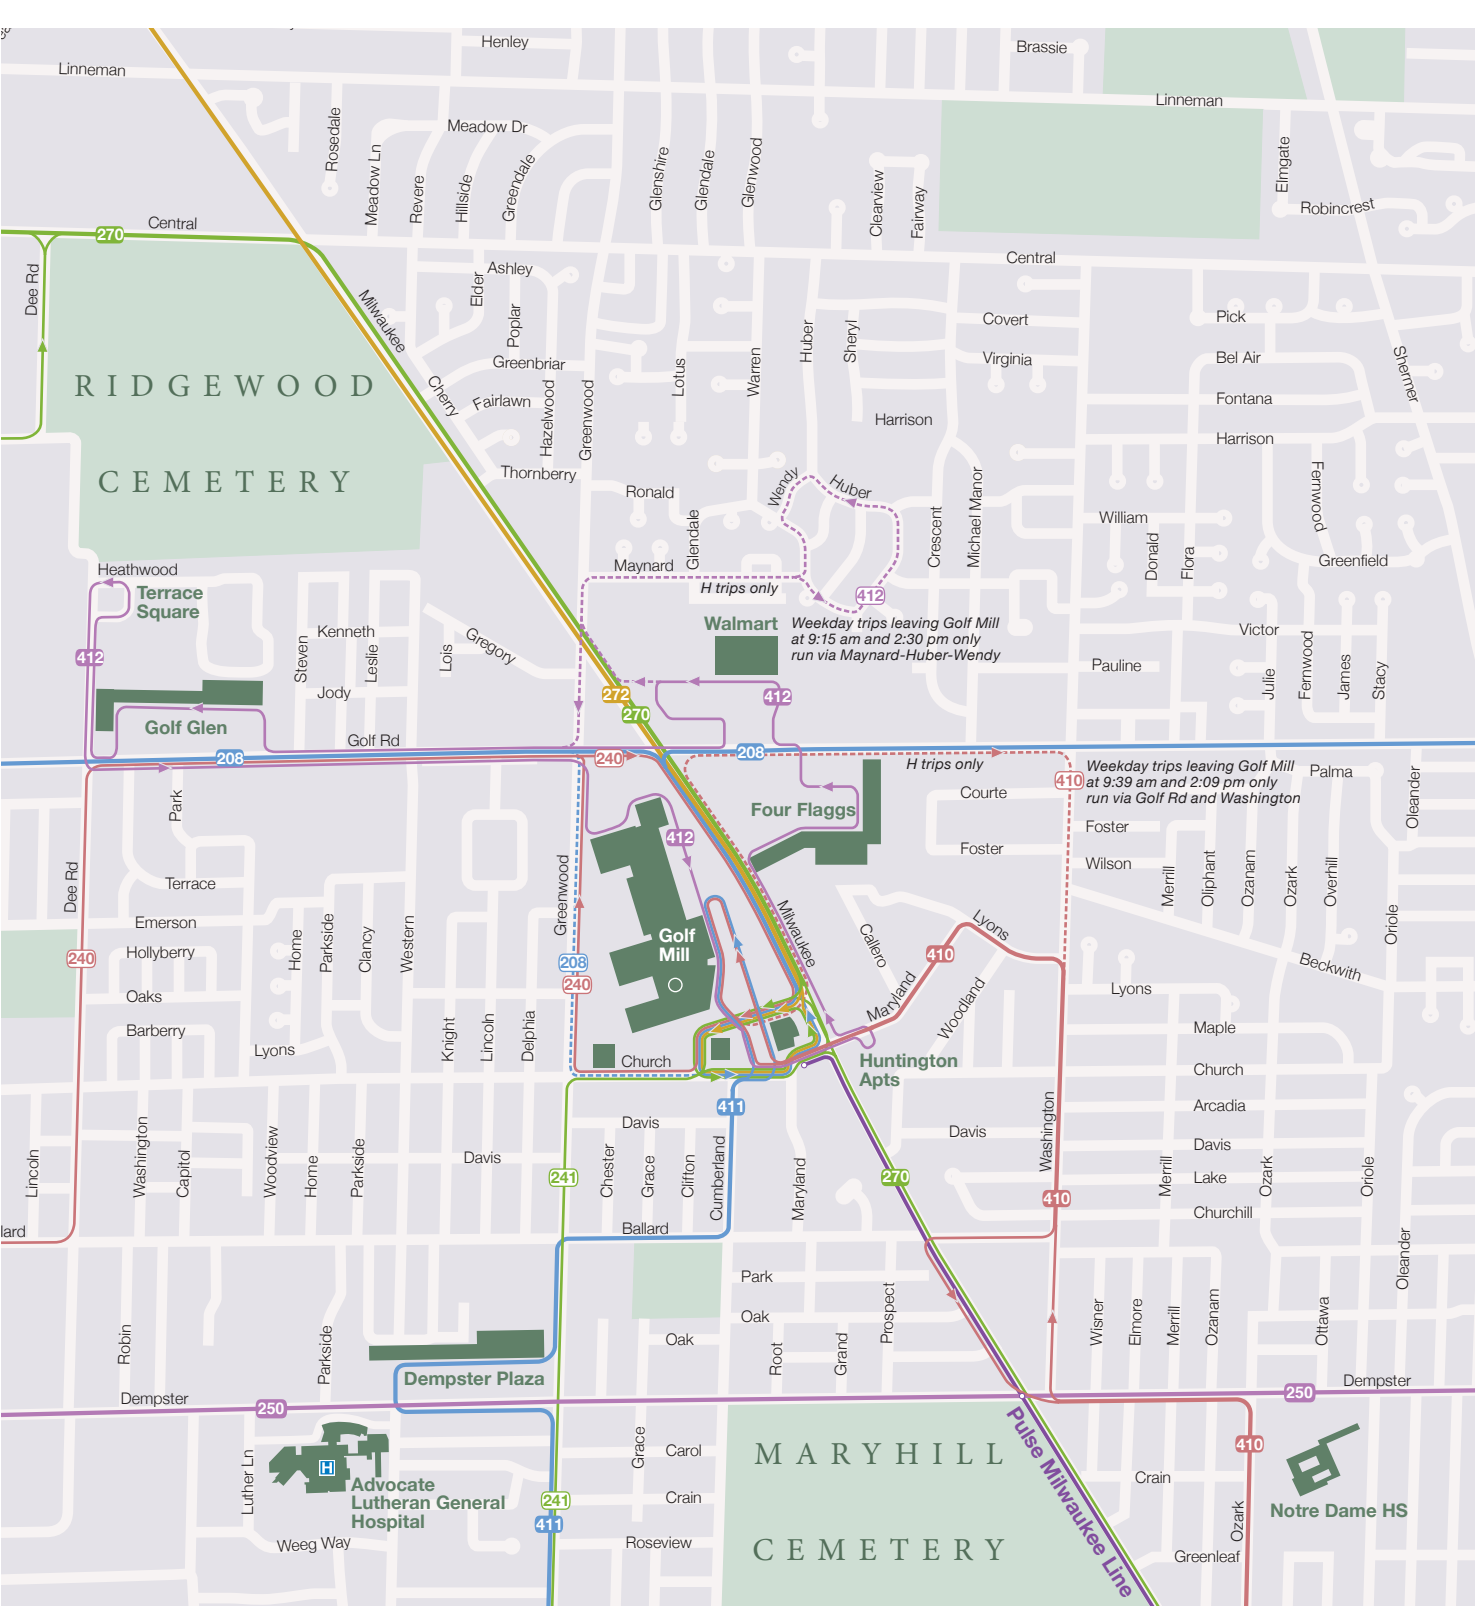 Henley
Brassie
Linneman
Linneman
Rosedale
Meadow Dr
Meadow Ln
Revere
Hillside
Greendale
Glenshire
Glendale
Glenwood
Clearview
Fairway
Elmgate
Robincrest
Central
270
Central
Dee Rd
Ashley
Elder
Poplar
Milwaukee
Greenbriar
Cherry
Fairlawn
Hazelwood
Greenwood
Lotus
Warren
Huber
Sheryl
Covert
Virginia
Harrison
Pick
Bel Air
Fontana
Harrison
Shermer
RIDGEWOOD
CEMETERY
Thornberry
Ronald
Glendale
Wendy
Huber
Crescent
Michael Manor
William
Donald
Flora
Fernwood
Greenfield
Maynard
H trips only
412
Heathwood
Terrace
Square
412
Kenneth
Steven
Leslie
Jody
Lois
Gregory
Walmart
Weekday trips leaving Golf Mill
at 9:15 am and 2:30 pm only
run via Maynard-Huber-Wendy
Victor
Pauline
Julie
Fernwood
James
Stacy
272
270
412
Golf Glen
Golf Rd
208
240
208
H trips only
410
Weekday trips leaving Golf Mill
at 9:39 am and 2:09 pm only
run via Golf Rd and Washington
Palma
Oleander
Park
Courte
Four Flaggs
Foster
Foster
Wilson
412
Dee Rd
Terrace
Greenwood
Merrill
Oliphant
Ozanam
Ozark
Overhill
Oriole
Emerson
Hollyberry
Home
Parkside
Clancy
Western
Golf
Mill
Milwaukee
Callero
Lyons
410
Beckwith
240
208
240
Oaks
Barberry
Lyons
Knight
Lincoln
Delphia
Maryland
Woodland
Lyons
Maple
Church
Huntington
Apts
Church
Arcadia
411
Davis
Davis
Washington
Davis
Lincoln
Washington
Capitol
Woodview
Home
Parkside
Davis
241
Chester
Grace
Clifton
Cumberland
Maryland
270
410
Merrill
Lake
Ozark
Oriole
Churchill
lard
Ballard
Oleander
Park
Oak
Oak
Prospect
Root
Grand
Wisner
Elmore
Merrill
Ozanam
Ottawa
Robin
Parkside
Dempster Plaza
Dempster
250
250
Dempster
Luther Ln
H
Advocate
Lutheran General
Hospital
Weeg Way
241
411
Grace
Carol
Crain
Roseview
MARYHILL
CEMETERY
Pulse Milwaukee Line
410
Crain
Ozark
Greenleaf
Notre Dame HS